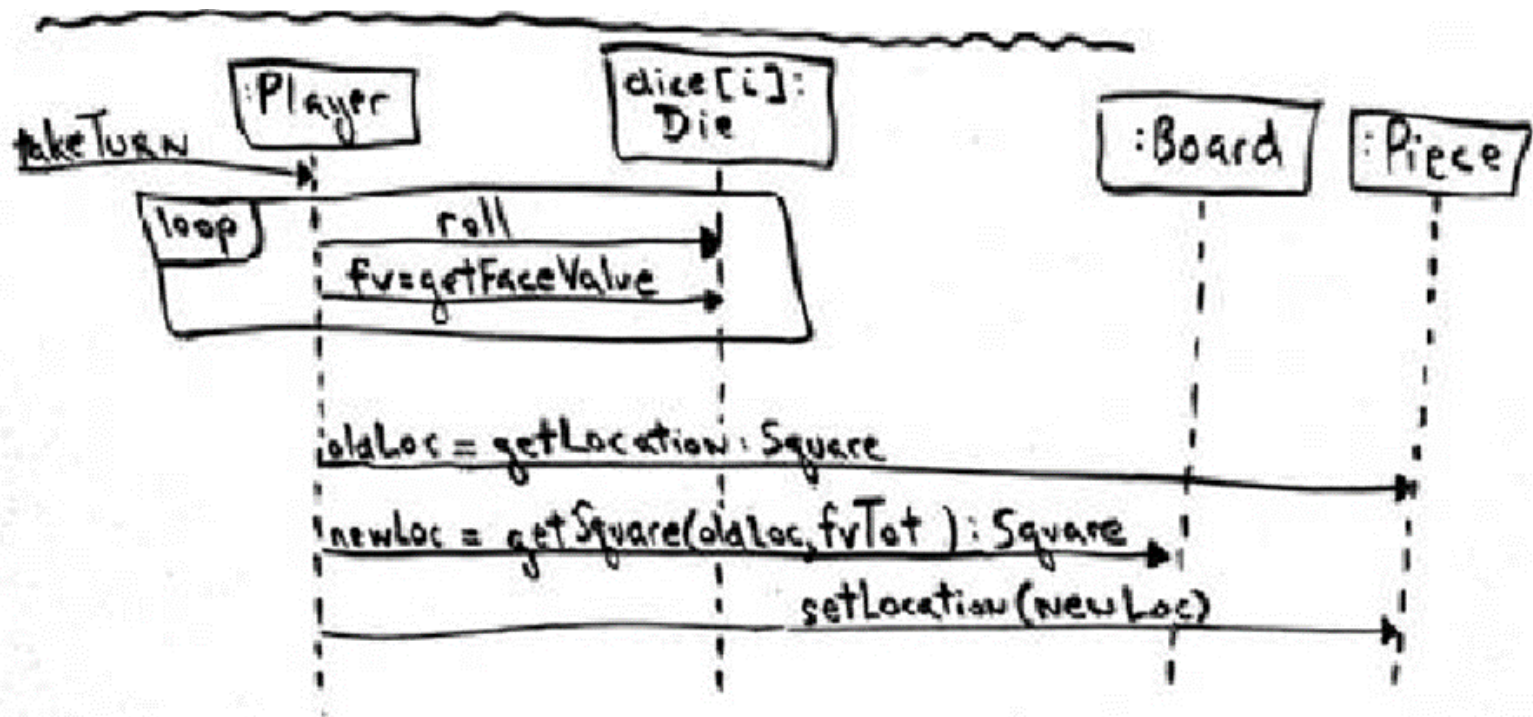 :Player
dice[i]:
Die
:Board
:Piece
takeTURN
loop
roll
fv=getFaceValue
oldLoc = getLocation: Square
newLoc = getSquare(oldLoc, fvTot ): Square
setLocation(newLoc)